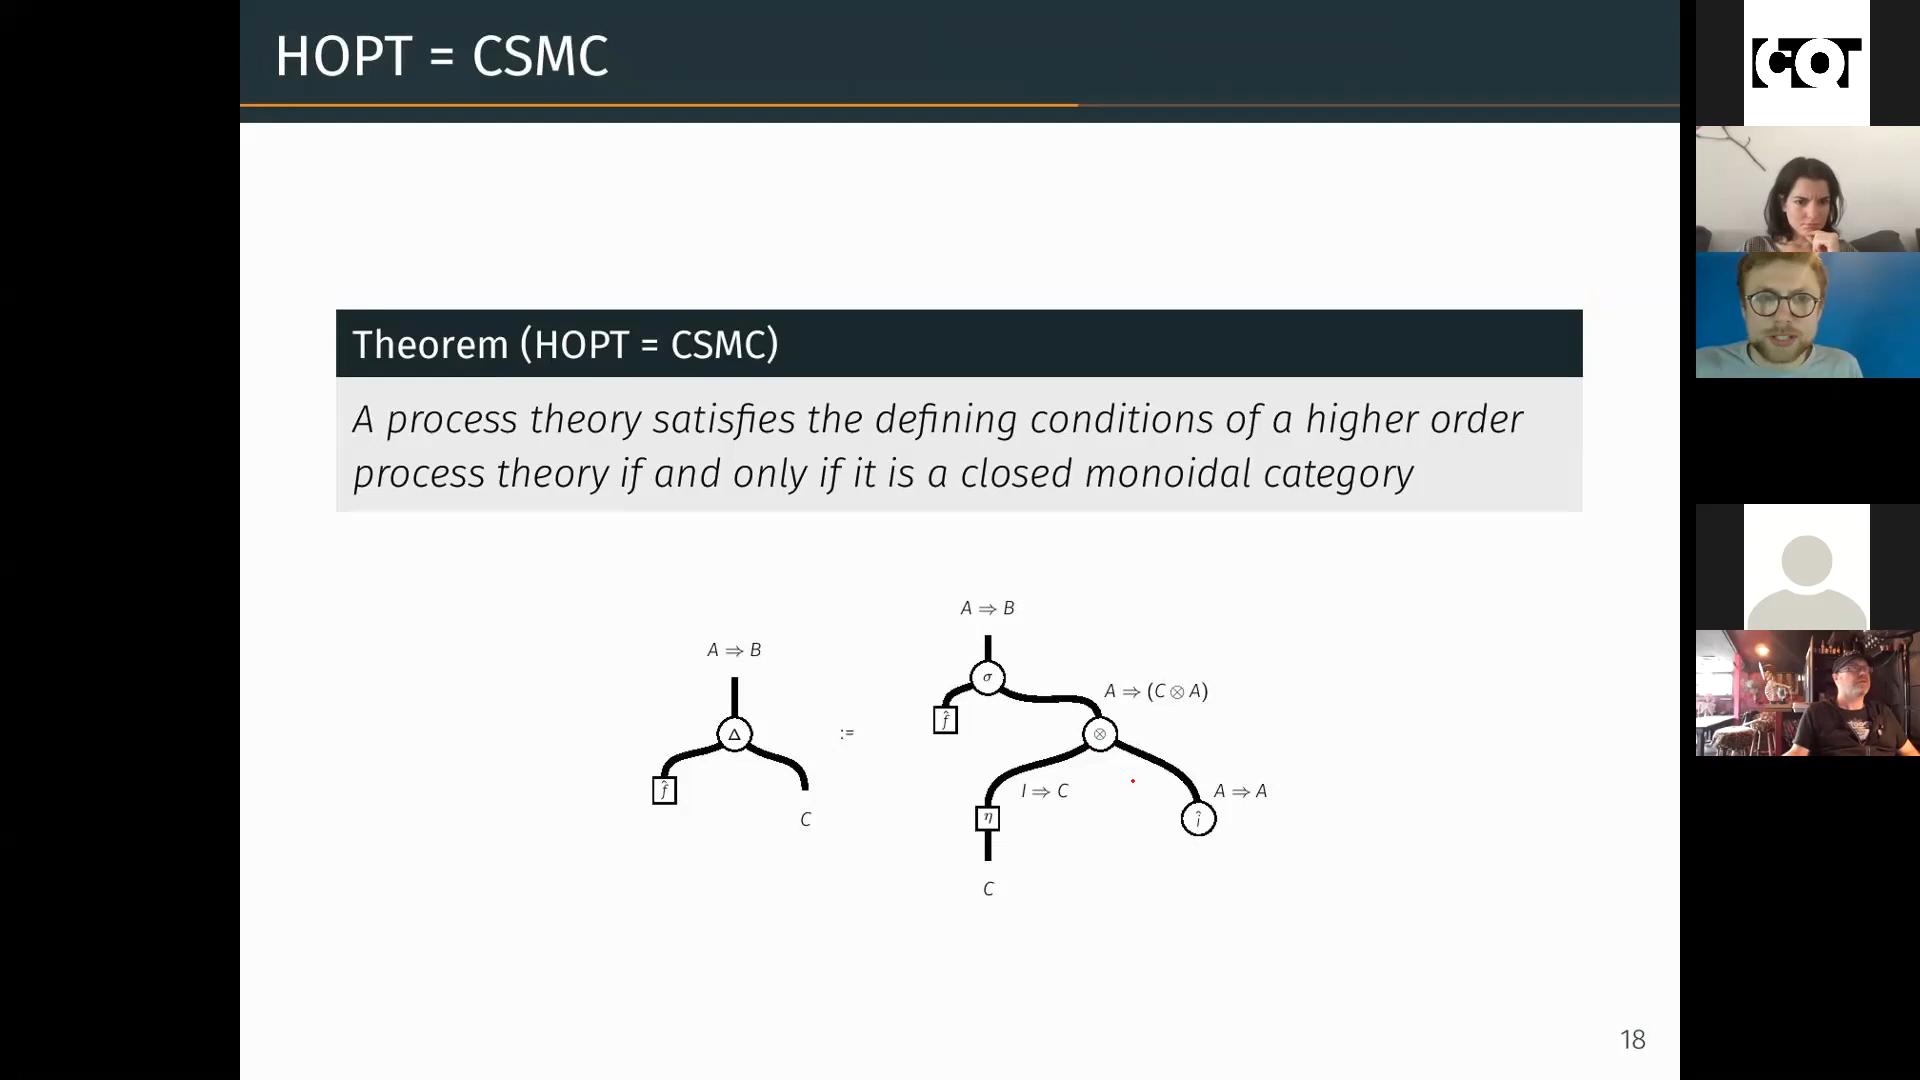 HOPT = CSMC
Theorem (HOPT = CSMC)
A process theory satisfies the defining conditions of a higher order
process theory if and only if it is a closed monoidal category
A ⇒ B
Δ
f̂
C
:=
A ⇒ B
σ
f̂
A ⇒ (C ⊗ A)
⊗
I ⇒ C
A ⇒ A
η
î
C
18